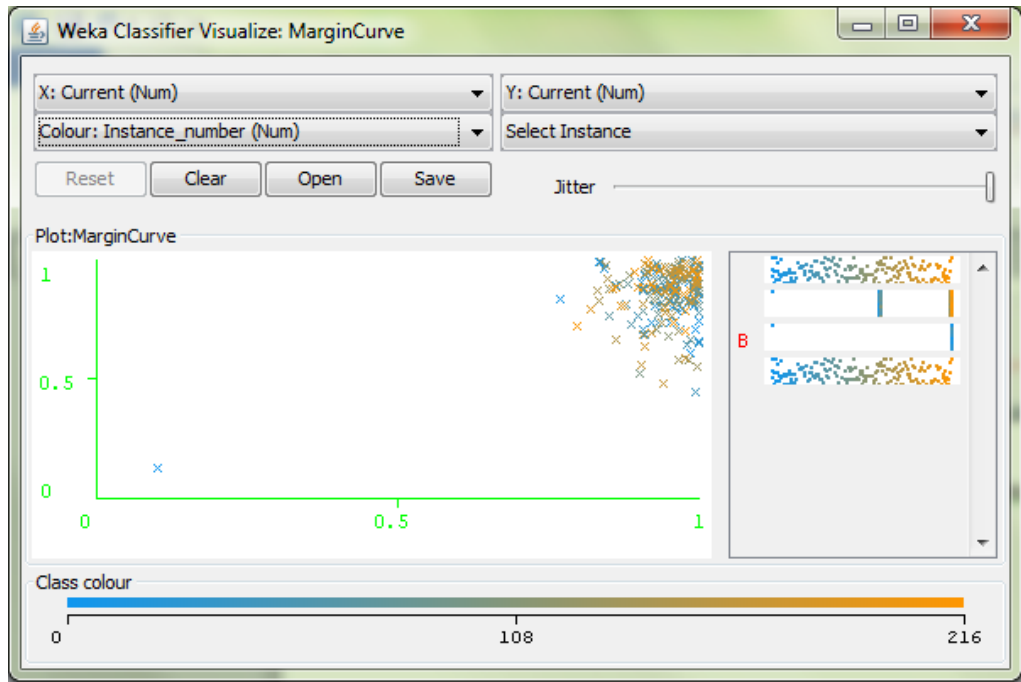 Weka Classifier Visualize: MarginCurve
X: Current (Num) Y: Current (Num)
Colour: Instance_number (Num) Select Instance
Reset Clear Open Save Jitter
Plot:MarginCurve
1
0.5
0
0 0.5 1
B
Class colour
0 108 216